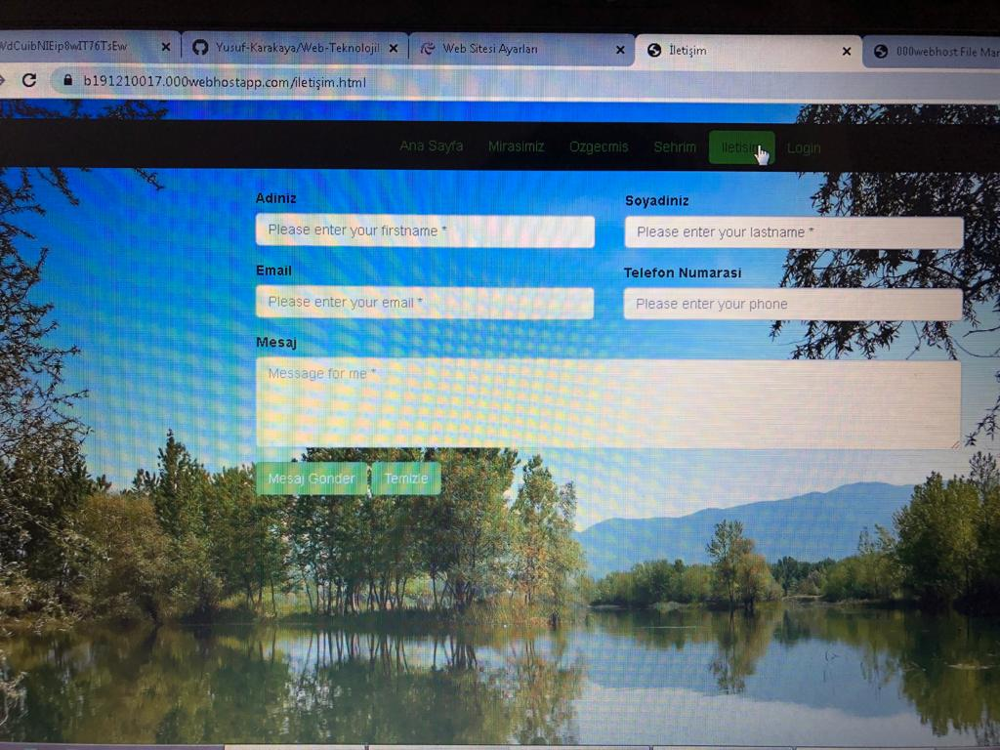 VdCuibNIEip8wIT76TsEw
Yusuf-Karakaya/Web-Teknoloji
Web Sitesi Ayarları
İletişim
000webhost File Mar
b191210017.000webhostapp.com/iletişim.html
Ana Sayfa Mirasimiz Ozgecmis Sehrim Iletisim Login
Adiniz Soyadiniz
Please enter your firstname * Please enter your lastname *
Email Telefon Numarasi
Please enter your email * Please enter your phone
Mesaj
Message for me *
Mesaj Gonder Temizle